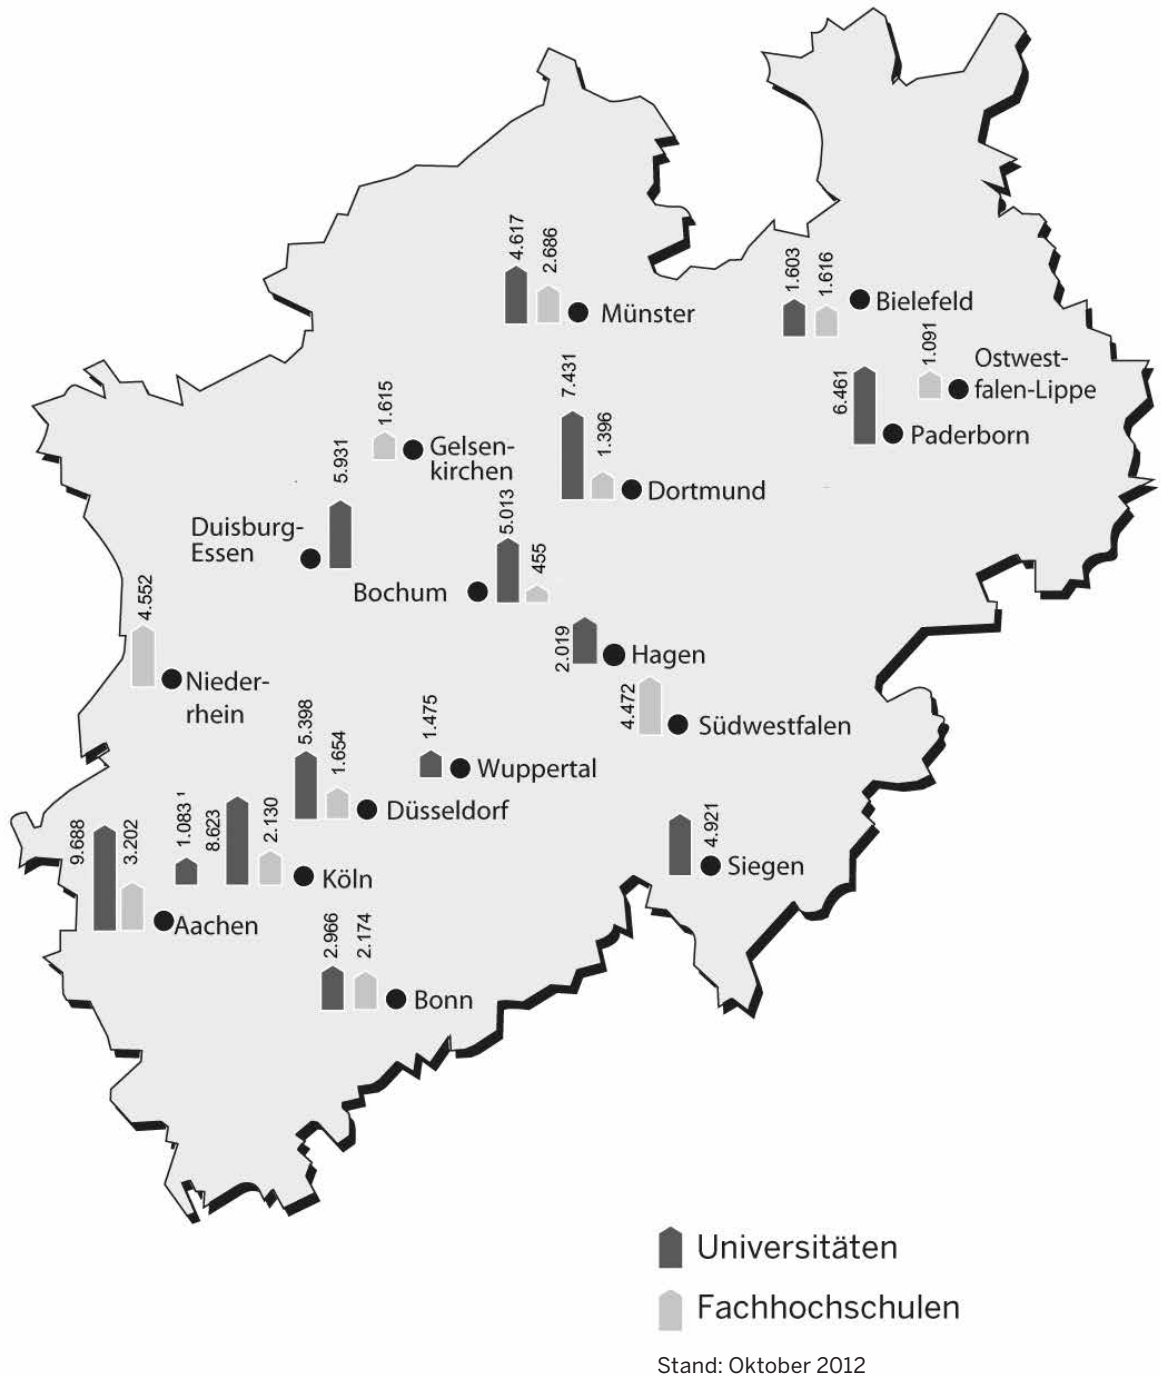 4.617
2.686
Münster
1.603
1.616
Bielefeld
1.091
Ostwest-
falen-Lippe
6.461
Paderborn
7.431
1.396
Dortmund
1.615
Gelsen-
kirchen
5.931
Duisburg-
Essen
5.013
455
Bochum
4.552
Nieder-
rhein
2.019
Hagen
4.472
Südwestfalen
5.398
1.654
Düsseldorf
1.475
Wuppertal
9.688
3.202
Aachen
1.083 ¹
8.623
2.130
Köln
4.921
Siegen
2.966
2.174
Bonn
Universitäten
Fachhochschulen
Stand: Oktober 2012